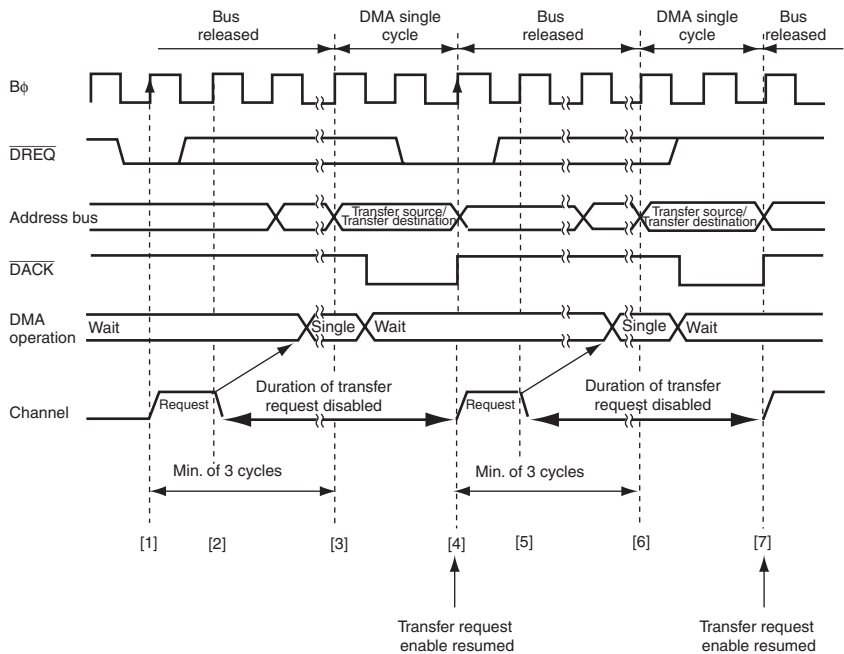 Bus released
DMA single cycle
Bus released
DMA single cycle
Bus released
Bϕ
DREQ
Address bus
Transfer source/ Transfer destination
Transfer source/ Transfer destination
DACK
DMA operation
Wait
Single
Wait
Single
Wait
Channel
Request
Duration of transfer request disabled
Request
Duration of transfer request disabled
Min. of 3 cycles
Min. of 3 cycles
[1]
[2]
[3]
[4]
[5]
[6]
[7]
Transfer request enable resumed
Transfer request enable resumed